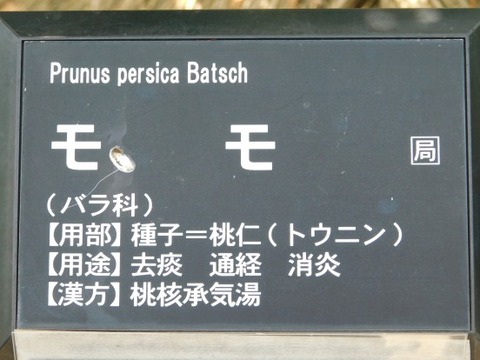 Prunus persica Batsch
モモ 局
(バラ科)
【用部】種子=桃仁(トウニン)
【用途】去痰 通経 消炎
【漢方】桃核承気湯